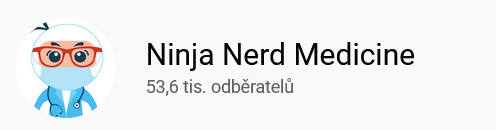 Ninja Nerd Medicine
53,6 tis. odběratelů